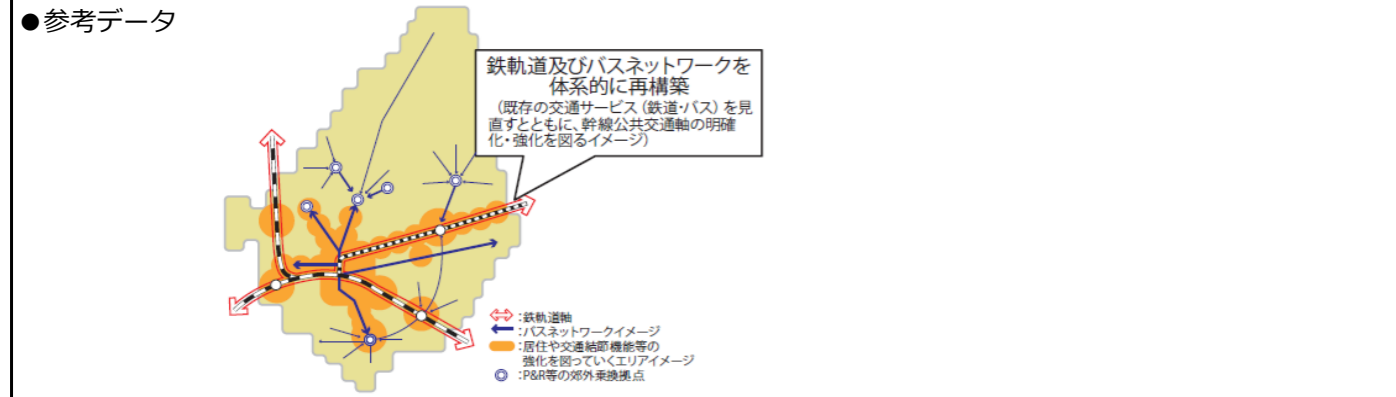 ●参考データ
鉄軌道及びバスネットワークを
体系的に再構築
(既存の交通サービス(鉄道・バス)を見
直すとともに、幹線公共交通軸の明確
化・強化を図るイメージ)
:鉄軌道軸
:バスネットワークイメージ
:居住や交通結節機能等の
強化を図っていくエリアイメージ
:P&R等の郊外乗換拠点